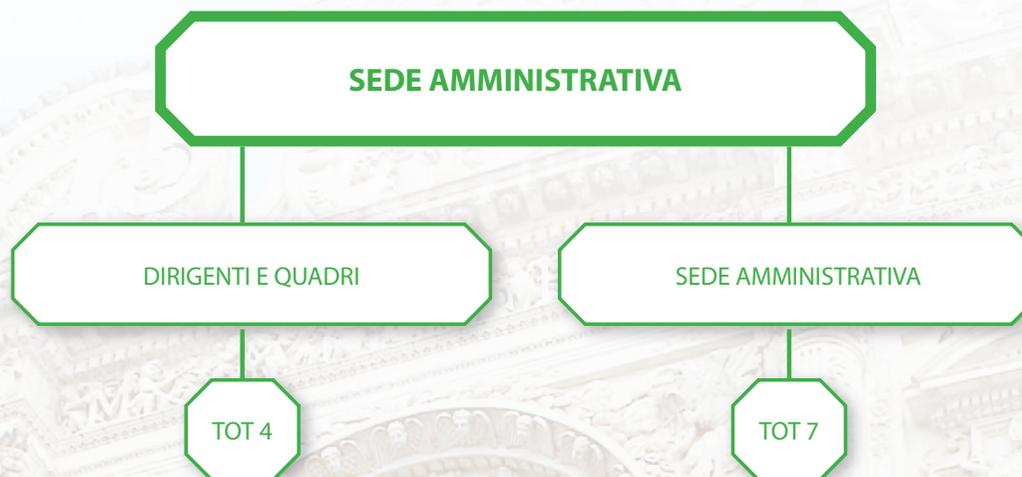 SEDE AMMINISTRATIVA
DIRIGENTI E QUADRI
SEDE AMMINISTRATIVA
TOT 4
TOT 7